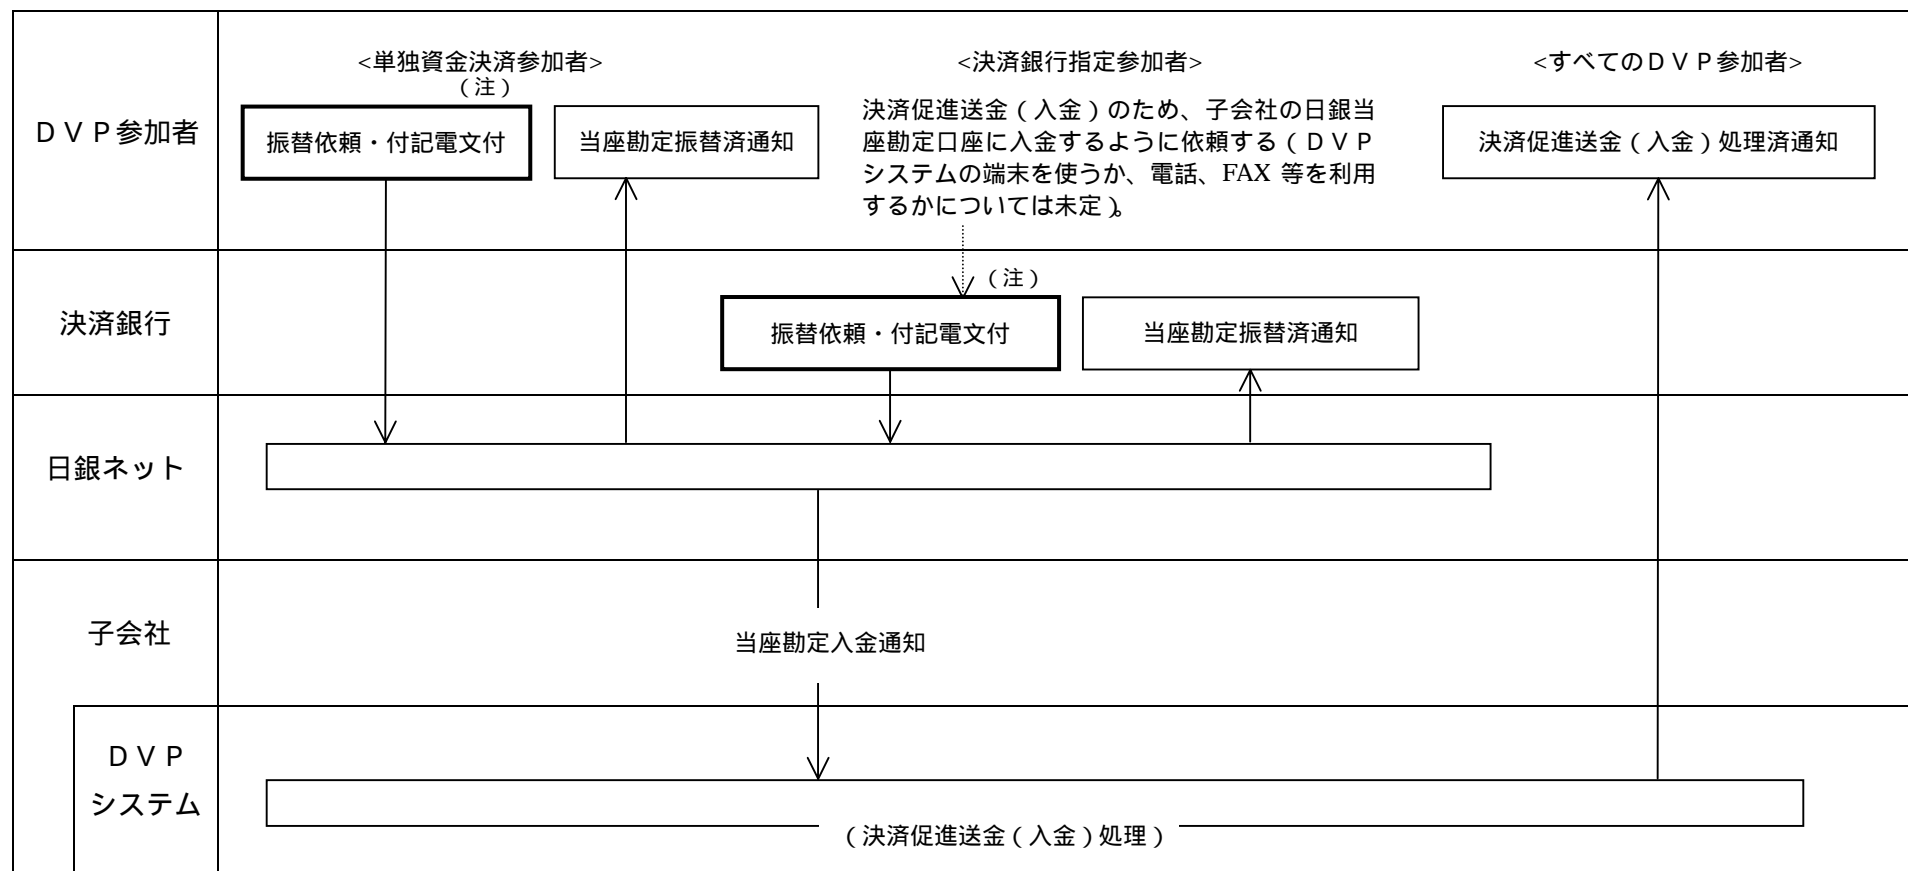 <単独資金決済参加者>
（注）
<決済銀行指定参加者>
<すべてのＤＶＰ参加者>
ＤＶＰ参加者
振替依頼・付記電文付
当座勘定振替済通知
決済促進送金（入金）のため、子会社の日銀当
座勘定口座に入金するように依頼する（ＤＶＰ
システムの端末を使うか、電話、FAX 等を利用
するかについては未定）。
決済促進送金（入金）処理済通知
決済銀行
（注）
振替依頼・付記電文付
当座勘定振替済通知
日銀ネット
子会社
当座勘定入金通知
ＤＶＰ
システム
（決済促進送金（入金）処理）